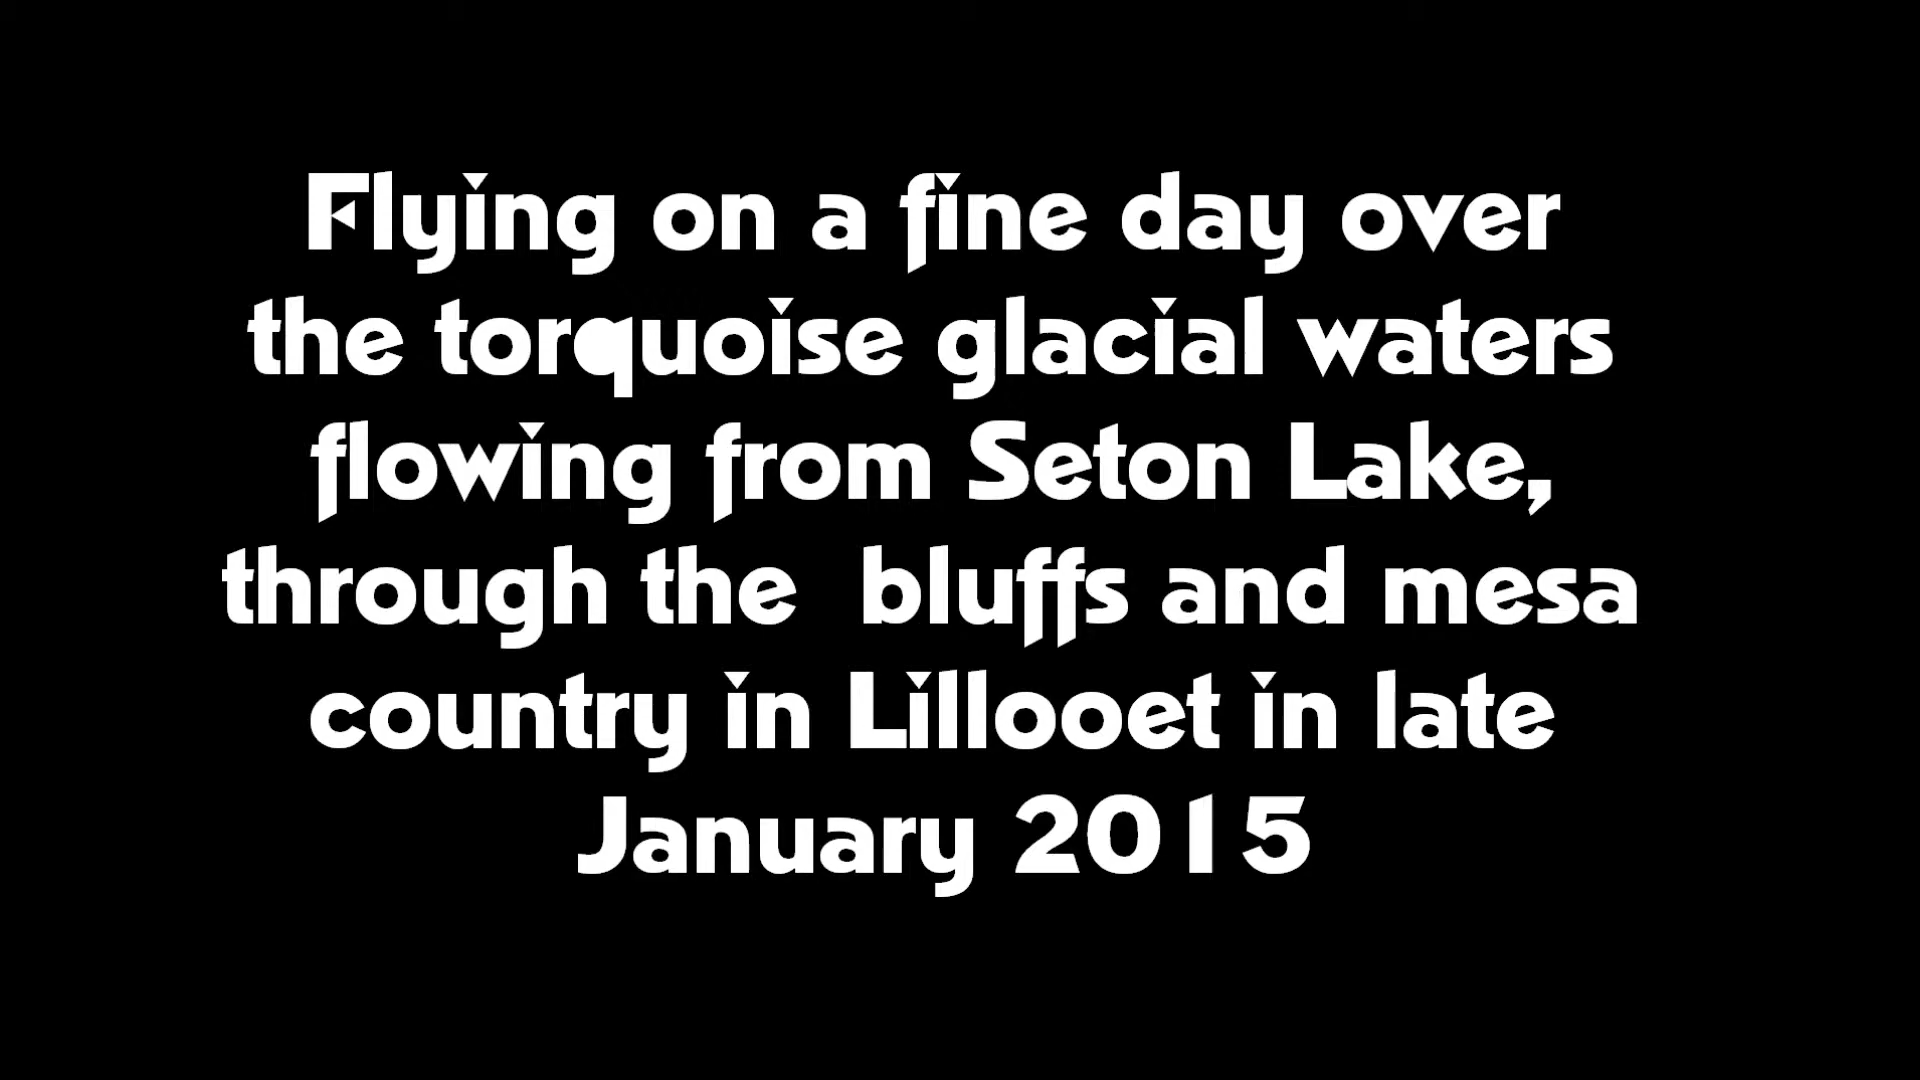 Flying on a fine day over
the torquoise glacial waters
flowing from Seton Lake,
through the  bluffs and mesa
country in Lillooet in late
January 2015